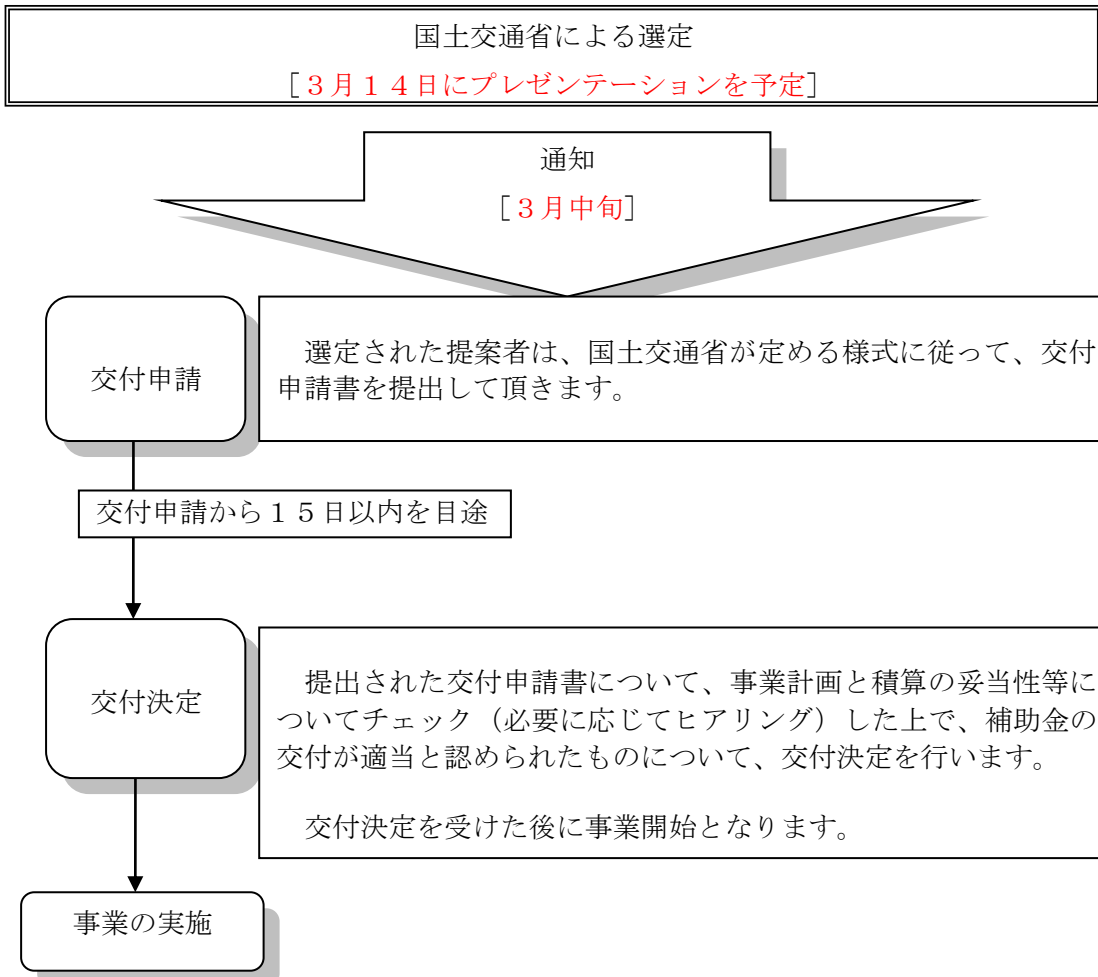 国土交通省による選定
[３月１４日にプレゼンテーションを予定]
通知
[３月中旬]
交付申請
選定された提案者は、国土交通省が定める様式に従って、交付
申請書を提出して頂きます。
交付申請から１５日以内を目途
交付決定
提出された交付申請書について、事業計画と積算の妥当性等に
ついてチェック（必要に応じてヒアリング）した上で、補助金の
交付が適当と認められたものについて、交付決定を行います。
交付決定を受けた後に事業開始となります。
事業の実施